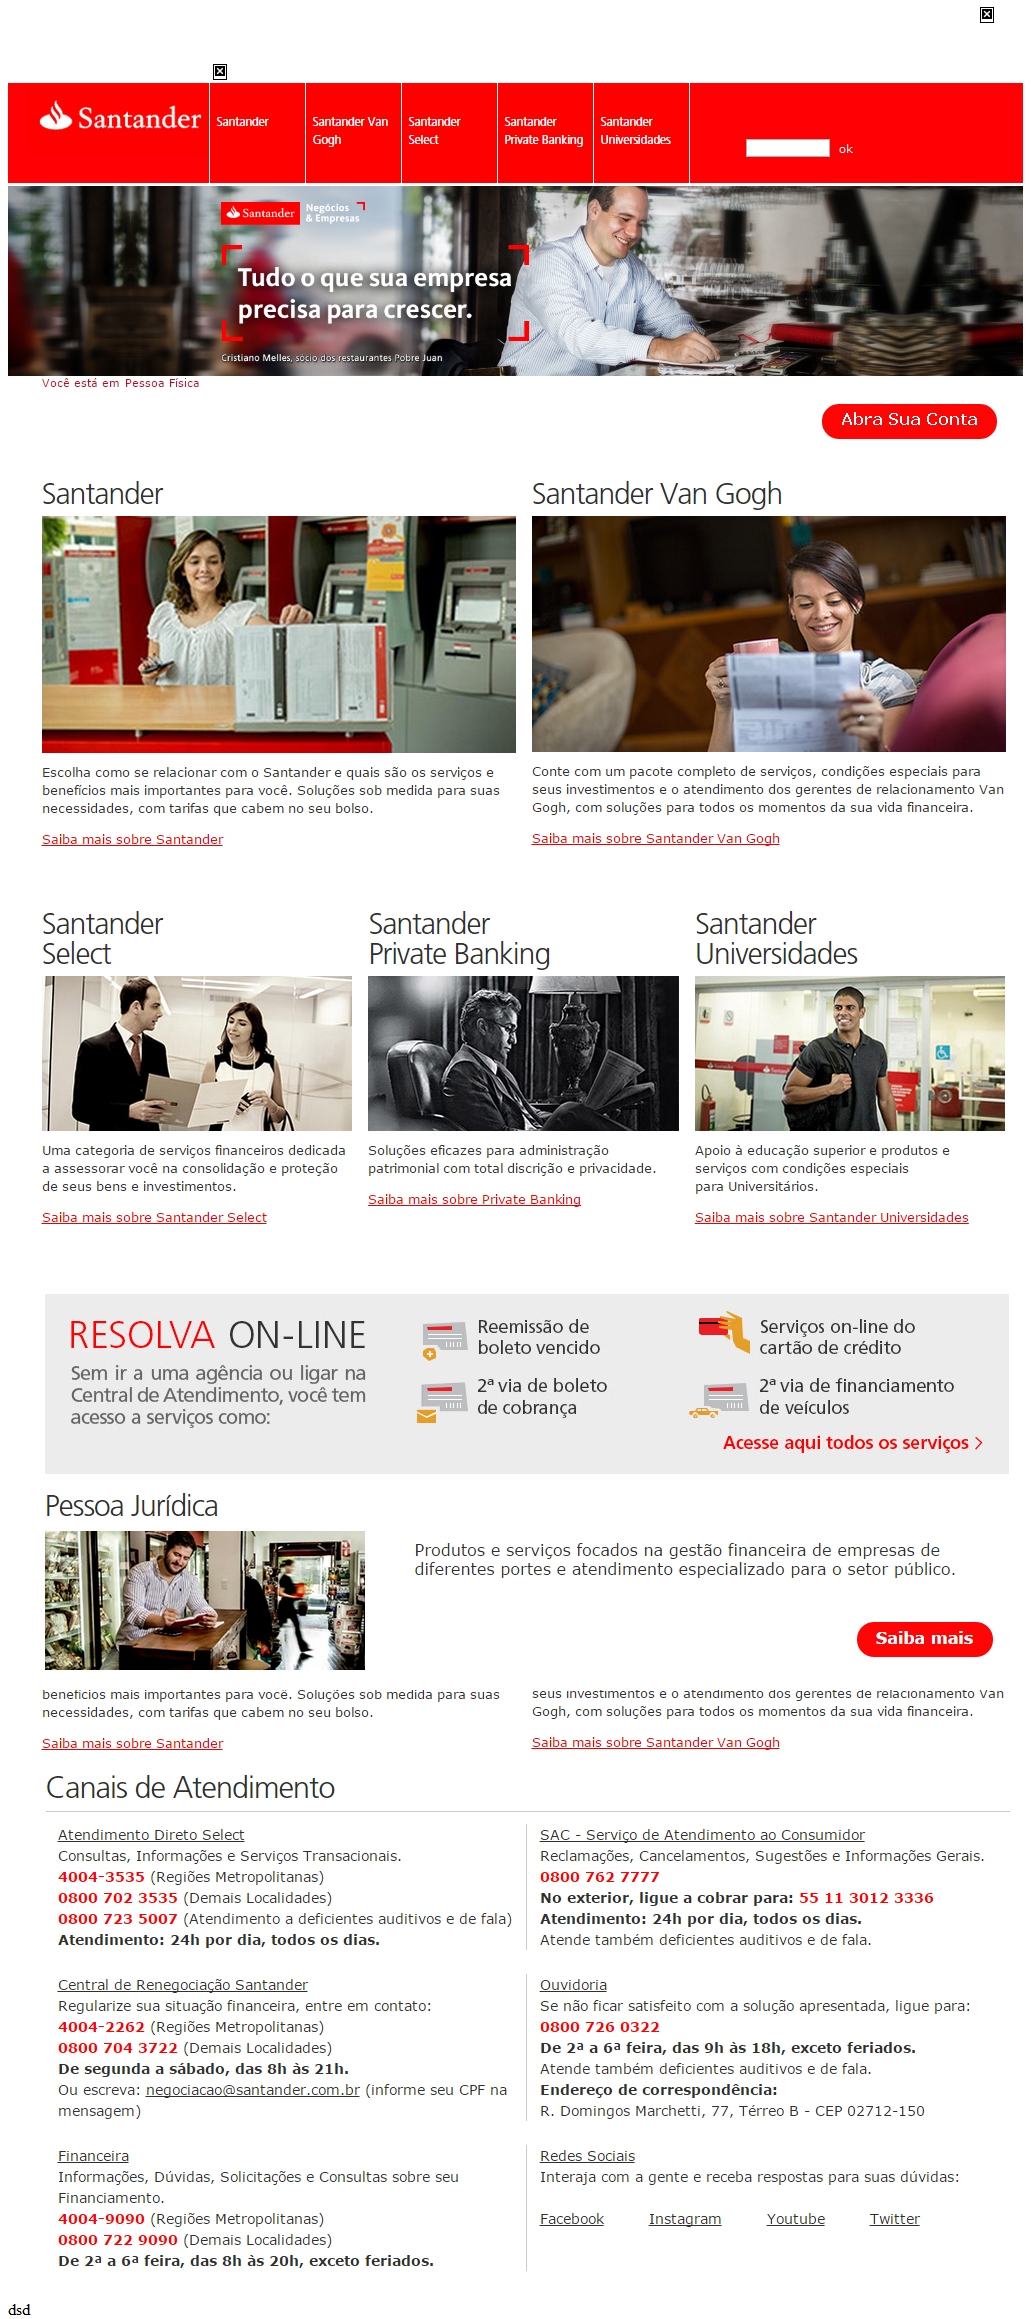 Santander
Santander
Santander Van
Gogh
Santander
Select
Santander
Private Banking
Santander
Universidades
ok
Santander
Negócios
& Empresas
Tudo o que sua empresa
precisa para crescer.
Cristiano Melles, sócio dos restaurantes Pobre Juan
Você está em Pessoa Física
Abra Sua Conta
Santander
Escolha como se relacionar com o Santander e quais são os serviços e
benefícios mais importantes para você. Soluções sob medida para suas
necessidades, com tarifas que cabem no seu bolso.
Saiba mais sobre Santander
Santander Van Gogh
Conte com um pacote completo de serviços, condições especiais para
seus investimentos e o atendimento dos gerentes de relacionamento Van
Gogh, com soluções para todos os momentos da sua vida financeira.
Saiba mais sobre Santander Van Gogh
Santander
Select
Uma categoria de serviços financeiros dedicada
a assessorar você na consolidação e proteção
de seus bens e investimentos.
Saiba mais sobre Santander Select
Santander
Private Banking
Soluções eficazes para administração
patrimonial com total discrição e privacidade.
Saiba mais sobre Private Banking
Santander
Universidades
Apoio à educação superior e produtos e
serviços com condições especiais
para Universitários.
Saiba mais sobre Santander Universidades
RESOLVA ON-LINE
Sem ir a uma agência ou ligar na
Central de Atendimento, você tem
acesso a serviços como:
Reemissão de
boleto vencido
2ª via de boleto
de cobrança
Serviços on-line do
cartão de crédito
2ª via de financiamento
de veículos
Acesse aqui todos os serviços >
Pessoa Jurídica
Produtos e serviços focados na gestão financeira de empresas de
diferentes portes e atendimento especializado para o setor público.
Saiba mais
benefícios mais importantes para você. Soluções sob medida para suas
necessidades, com tarifas que cabem no seu bolso.
Saiba mais sobre Santander
seus investimentos e o atendimento dos gerentes de relacionamento Van
Gogh, com soluções para todos os momentos da sua vida financeira.
Saiba mais sobre Santander Van Gogh
Canais de Atendimento
Atendimento Direto Select
Consultas, Informações e Serviços Transacionais.
4004-3535 (Regiões Metropolitanas)
0800 702 3535 (Demais Localidades)
0800 723 5007 (Atendimento a deficientes auditivos e de fala)
Atendimento: 24h por dia, todos os dias.
SAC - Serviço de Atendimento ao Consumidor
Reclamações, Cancelamentos, Sugestões e Informações Gerais.
0800 762 7777
No exterior, ligue a cobrar para: 55 11 3012 3336
Atendimento: 24h por dia, todos os dias.
Atende também deficientes auditivos e de fala.
Central de Renegociação Santander
Regularize sua situação financeira, entre em contato:
4004-2262 (Regiões Metropolitanas)
0800 704 3722 (Demais Localidades)
De segunda a sábado, das 8h às 21h.
Ou escreva: negociacao@santander.com.br (informe seu CPF na
mensagem)
Ouvidoria
Se não ficar satisfeito com a solução apresentada, ligue para:
0800 726 0322
De 2ª a 6ª feira, das 9h às 18h, exceto feriados.
Atende também deficientes auditivos e de fala.
Endereço de correspondência:
R. Domingos Marchetti, 77, Térreo B - CEP 02712-150
Financeira
Informações, Dúvidas, Solicitações e Consultas sobre seu
Financiamento.
4004-9090 (Regiões Metropolitanas)
0800 722 9090 (Demais Localidades)
De 2ª a 6ª feira, das 8h às 20h, exceto feriados.
Redes Sociais
Interaja com a gente e receba respostas para suas dúvidas:
Facebook Instagram Youtube Twitter
dsd